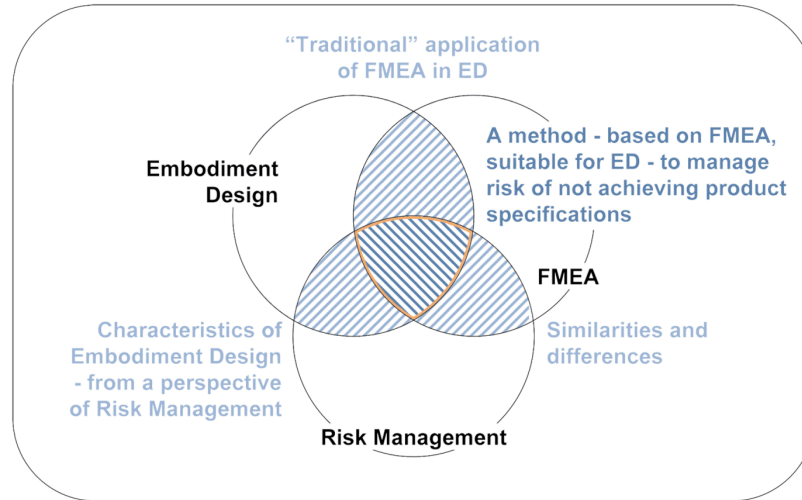 “Traditional” application
of FMEA in ED
A method - based on FMEA,
suitable for ED - to manage
risk of not achieving product
specifications
Embodiment
Design
FMEA
Characteristics of
Embodiment Design
- from a perspective
of Risk Management
Similarities and
differences
Risk Management